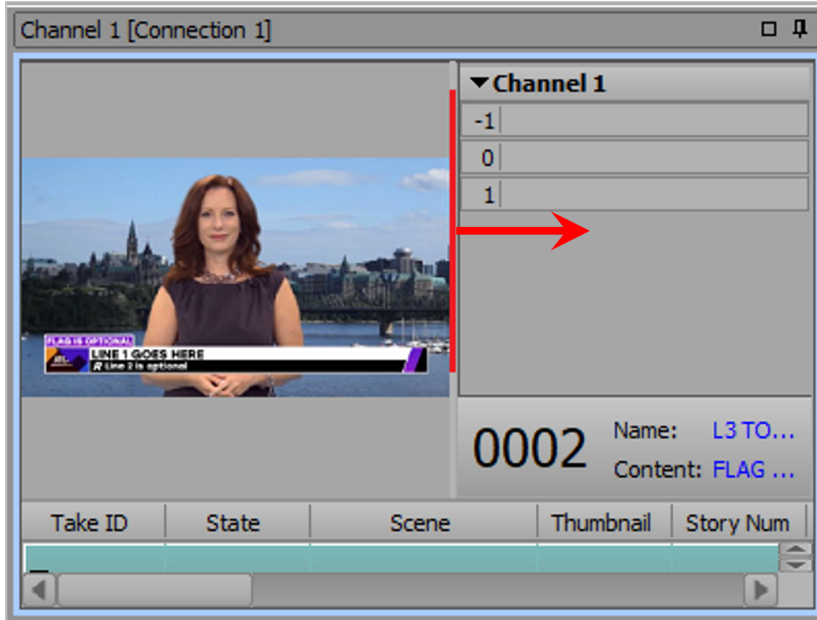 Channel 1 [Connection 1]
Channel 1
-1
0
1
FLAG IS OPTIONAL
LINE 1 GOES HERE
R Line 2 is optional
0002
Name: L3 TO...
Content: FLAG ...
Take ID State Scene Thumbnail Story Num